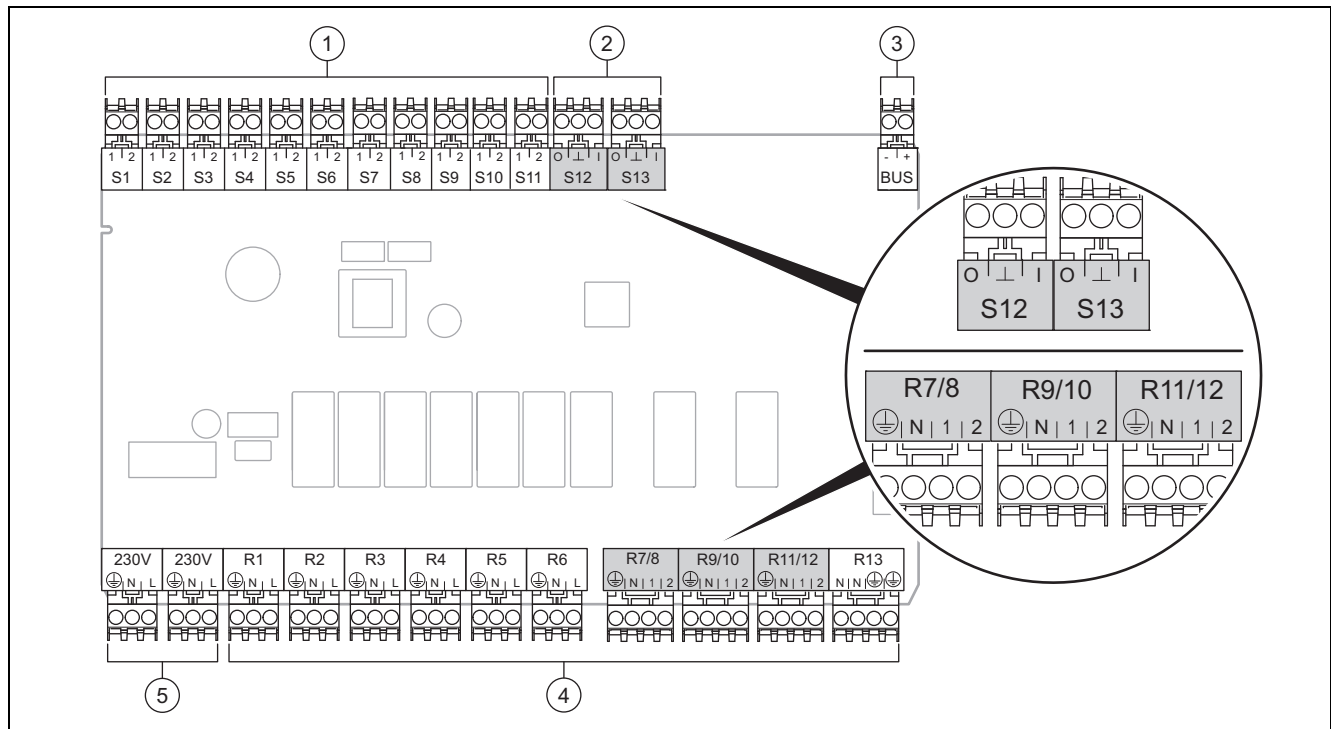 1 2 3
1 2 1 2 1 2 1 2 1 2 1 2 1 2 1 2 1 2 1 2 1 2 O ⊥ I O ⊥ I - +
S1 S2 S3 S4 S5 S6 S7 S8 S9 S10 S11 S12 S13 BUS
O ⊥ I O ⊥ I
S12 S13
R7/8 R9/10 R11/12
⏚ | N | 1 | 2 ⏚ | N | 1 | 2 ⏚ | N | 1 | 2
230V 230V R1 R2 R3 R4 R5 R6 R7/8 R9/10 R11/12 R13
⏚ N L ⏚ N L ⏚ N L ⏚ N L ⏚ N L ⏚ N L ⏚ N L ⏚ N L ⏚ | N | 1 | 2 ⏚ | N | 1 | 2 ⏚ | N | 1 | 2 N | N ⏚ ⏚
5 4